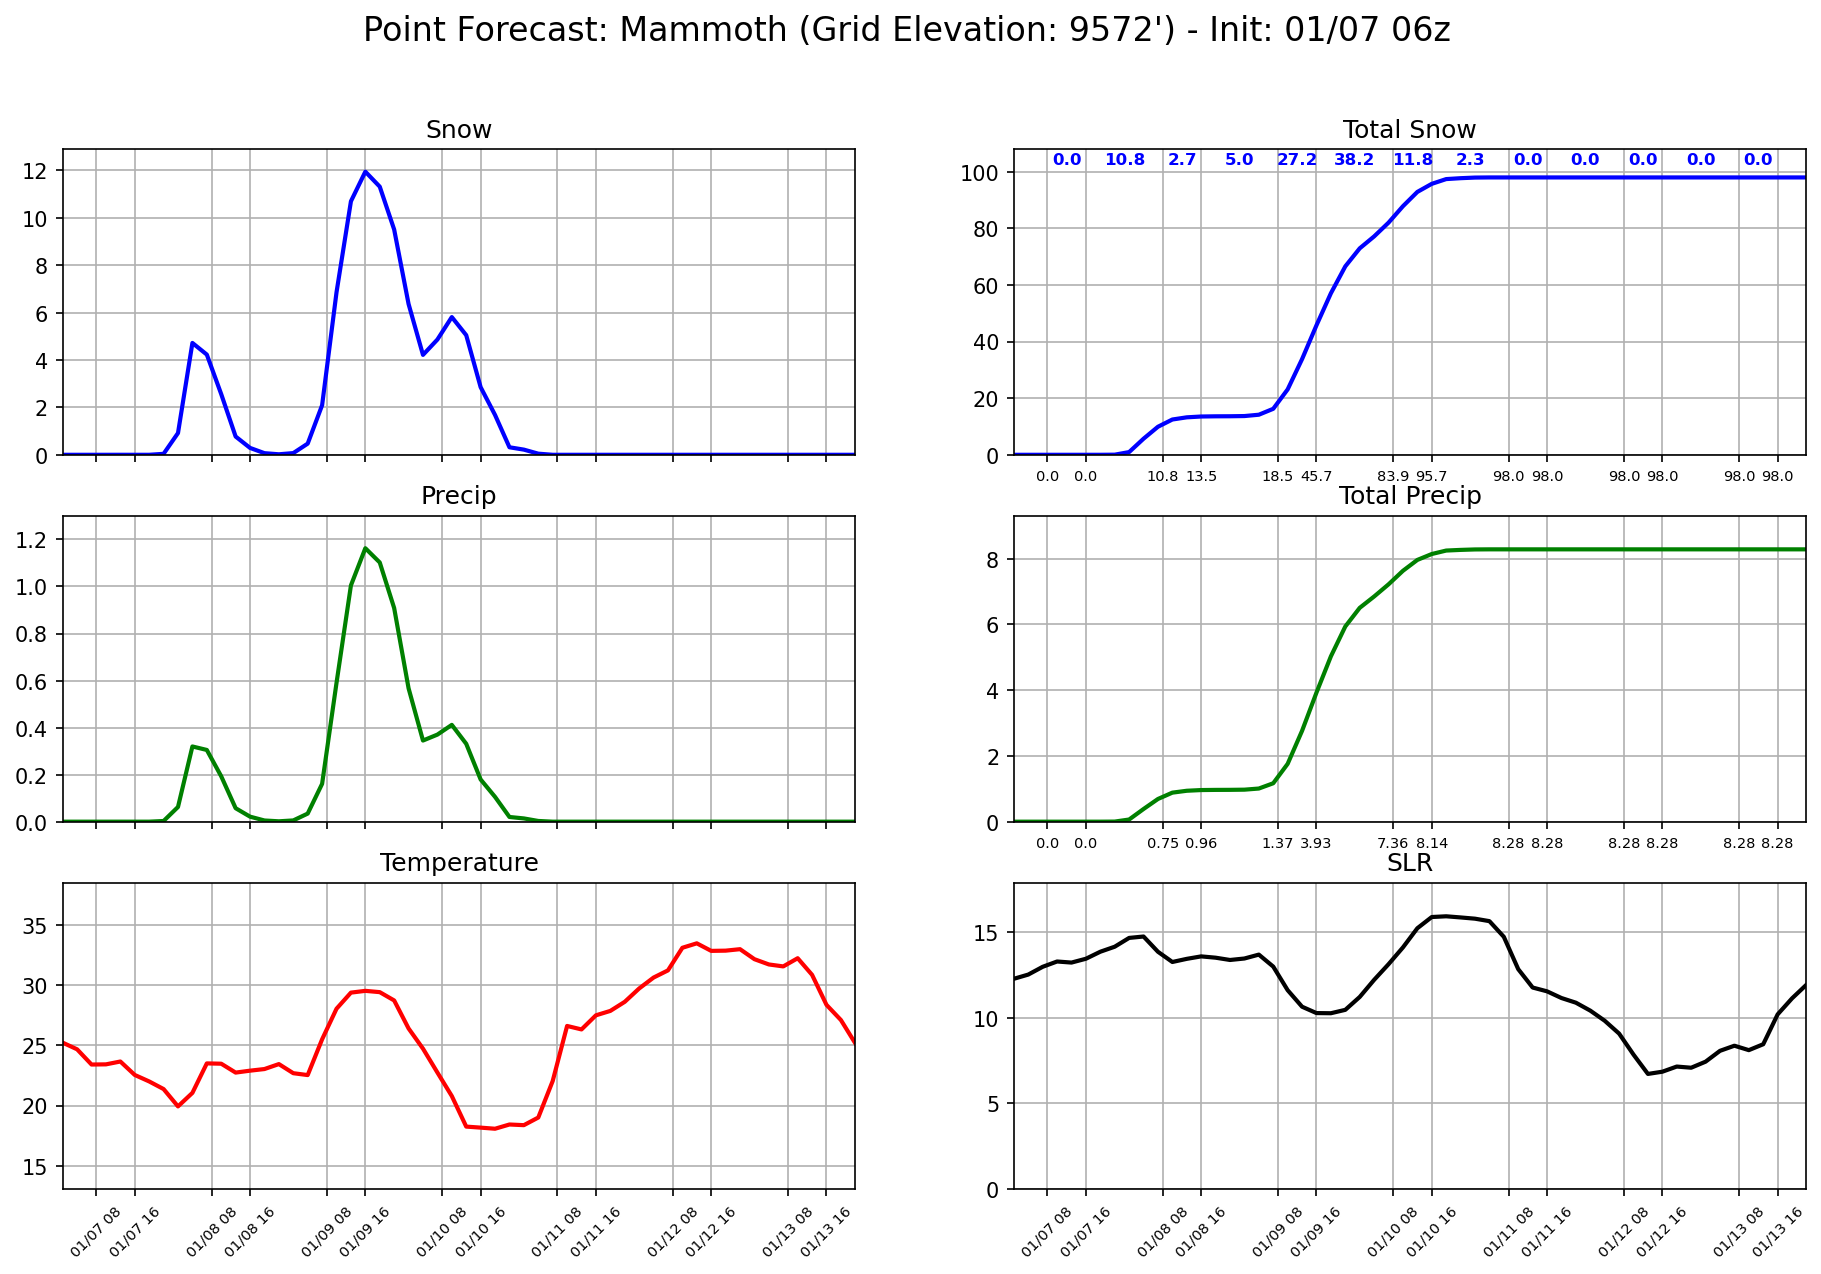 Point Forecast: Mammoth (Grid Elevation: 9572') - Init: 01/07 06z
Snow
12
10
8
6
4
2
0
Total Snow
0.0 10.8 2.7 5.0 27.2 38.2 11.8 2.3 0.0 0.0 0.0 0.0 0.0
100
80
60
40
20
0
0.0 0.0 10.8 13.5 18.5 45.7 83.9 95.7 98.0 98.0 98.0 98.0 98.0 98.0
Precip
1.2
1.0
0.8
0.6
0.4
0.2
0.0
Total Precip
8
6
4
2
0
0.0 0.0 0.75 0.96 1.37 3.93 7.36 8.14 8.28 8.28 8.28 8.28 8.28 8.28
Temperature
35
30
25
20
15
01/07 08 01/07 16 01/08 08 01/08 16 01/09 08 01/09 16 01/10 08 01/10 16 01/11 08 01/11 16 01/12 08 01/12 16 01/13 08 01/13 16
SLR
15
10
5
0
01/07 08 01/07 16 01/08 08 01/08 16 01/09 08 01/09 16 01/10 08 01/10 16 01/11 08 01/11 16 01/12 08 01/12 16 01/13 08 01/13 16